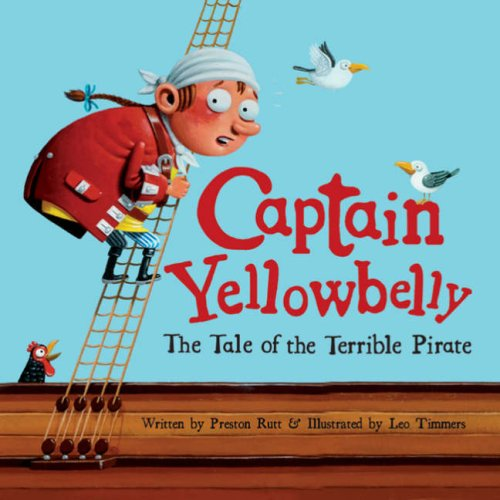 Captain
Yellowbelly
The Tale of the Terrible Pirate
Written by Preston Rutt & Illustrated by Leo Timmers